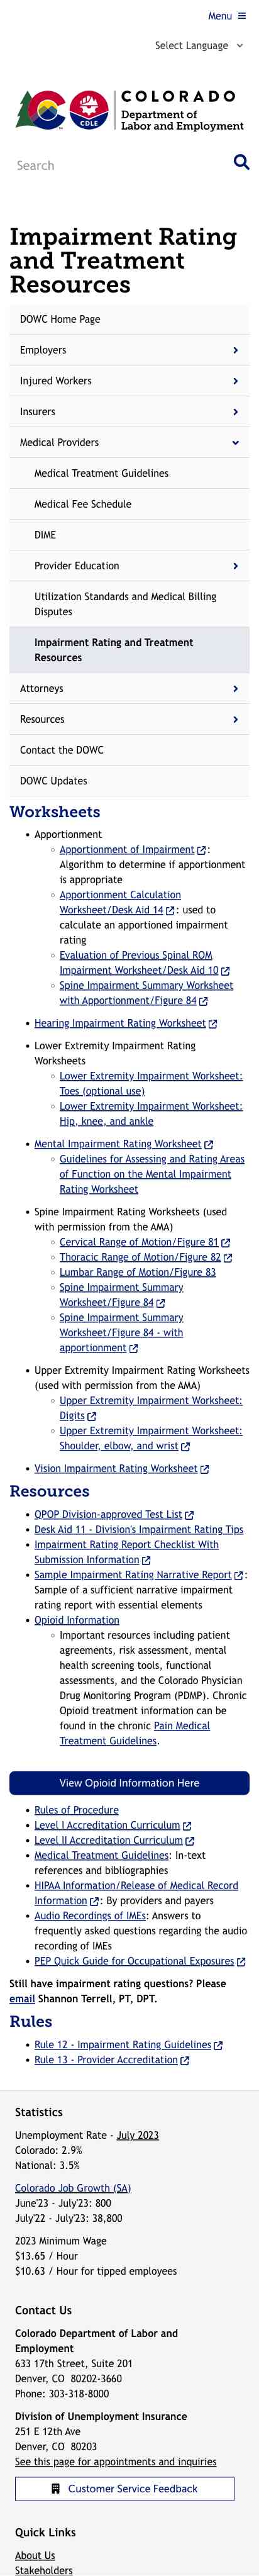 Menu
Select Language
CO
CDLE
COLORADO
Department of
Labor and Employment
Search
Impairment Rating
and Treatment
Resources
DOWC Home Page
Employers
Injured Workers
Insurers
Medical Providers
Medical Treatment Guidelines
Medical Fee Schedule
DIME
Provider Education
Utilization Standards and Medical Billing
Disputes
Impairment Rating and Treatment
Resources
Attorneys
Resources
Contact the DOWC
DOWC Updates
Worksheets
• Apportionment
◦ Apportionment of Impairment:
Algorithm to determine if apportionment
is appropriate
◦ Apportionment Calculation
Worksheet/Desk Aid 14: used to
calculate an apportioned impairment
rating
◦ Evaluation of Previous Spinal ROM
Impairment Worksheet/Desk Aid 10
◦ Spine Impairment Summary Worksheet
with Apportionment/Figure 84
• Hearing Impairment Rating Worksheet
• Lower Extremity Impairment Rating
Worksheets
◦ Lower Extremity Impairment Worksheet:
Toes (optional use)
◦ Lower Extremity Impairment Worksheet:
Hip, knee, and ankle
• Mental Impairment Rating Worksheet
◦ Guidelines for Assessing and Rating Areas
of Function on the Mental Impairment
Rating Worksheet
• Spine Impairment Rating Worksheets (used
with permission from the AMA)
◦ Cervical Range of Motion/Figure 81
◦ Thoracic Range of Motion/Figure 82
◦ Lumbar Range of Motion/Figure 83
◦ Spine Impairment Summary
Worksheet/Figure 84
◦ Spine Impairment Summary
Worksheet/Figure 84 - with
apportionment
• Upper Extremity Impairment Rating Worksheets
(used with permission from the AMA)
◦ Upper Extremity Impairment Worksheet:
Digits
◦ Upper Extremity Impairment Worksheet:
Shoulder, elbow, and wrist
• Vision Impairment Rating Worksheet
Resources
• QPOP Division-approved Test List
• Desk Aid 11 - Division's Impairment Rating Tips
• Impairment Rating Report Checklist With
Submission Information
• Sample Impairment Rating Narrative Report:
Sample of a sufficient narrative impairment
rating report with essential elements
• Opioid Information
◦ Important resources including patient
agreements, risk assessment, mental
health screening tools, functional
assessments, and the Colorado Physician
Drug Monitoring Program (PDMP). Chronic
Opioid treatment information can be
found in the chronic Pain Medical
Treatment Guidelines.
View Opioid Information Here
• Rules of Procedure
• Level I Accreditation Curriculum
• Level II Accreditation Curriculum
• Medical Treatment Guidelines: In-text
references and bibliographies
• HIPAA Information/Release of Medical Record
Information: By providers and payers
• Audio Recordings of IMEs: Answers to
frequently asked questions regarding the audio
recording of IMEs
• PEP Quick Guide for Occupational Exposures
Still have impairment rating questions? Please
email Shannon Terrell, PT, DPT.
Rules
• Rule 12 - Impairment Rating Guidelines
• Rule 13 - Provider Accreditation
Statistics
Unemployment Rate - July 2023
Colorado: 2.9%
National: 3.5%
Colorado Job Growth (SA)
June'23 - July'23: 800
July'22 - July'23: 38,800
2023 Minimum Wage
$13.65 / Hour
$10.63 / Hour for tipped employees
Contact Us
Colorado Department of Labor and
Employment
633 17th Street, Suite 201
Denver, CO 80202-3660
Phone: 303-318-8000
Division of Unemployment Insurance
251 E 12th Ave
Denver, CO 80203
See this page for appointments and inquiries
Customer Service Feedback
Quick Links
About Us
Stakeholders